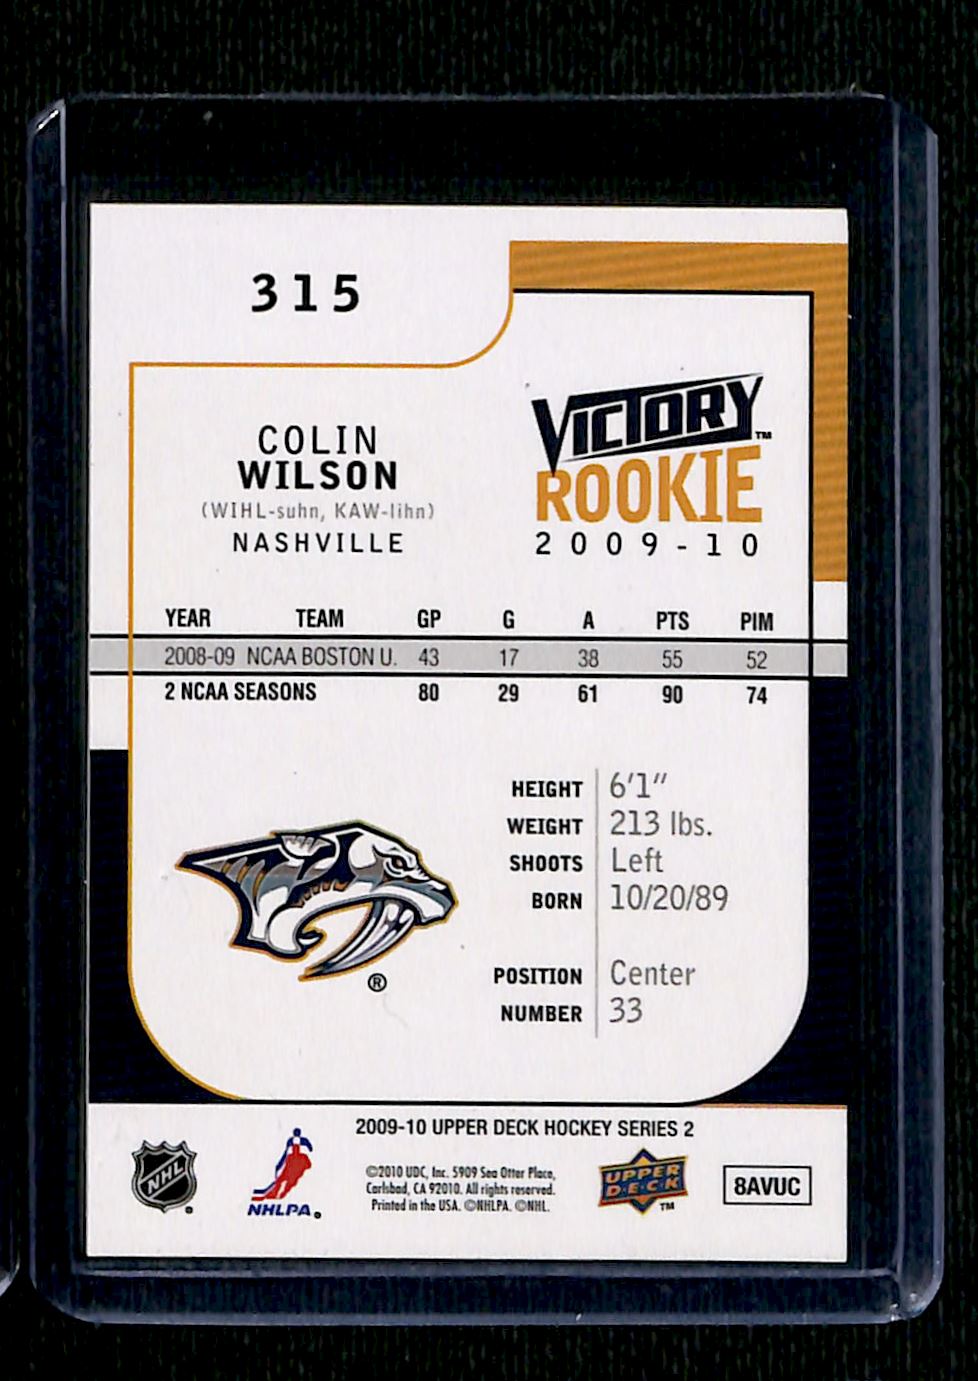 315
COLIN
WILSON
(WIHL-suhn, KAW-lihn)
NASHVILLE
VICTORY™
ROOKIE
2009-10
YEAR TEAM GP G A PTS PIM
2008-09 NCAA BOSTON U. 43 17 38 55 52
2 NCAA SEASONS 80 29 61 90 74
HEIGHT 6'1"
WEIGHT 213 lbs.
SHOOTS Left
BORN 10/20/89
POSITION Center
NUMBER 33
®
2009-10 UPPER DECK HOCKEY SERIES 2
NHL
NHLPA
©2010 UDC, Inc. 5909 Sea Otter Place,
Carlsbad, CA 92010. All rights reserved.
Printed in the USA. ©NHLPA. ©NHL.
UPPER
DECK
™
8AVUC